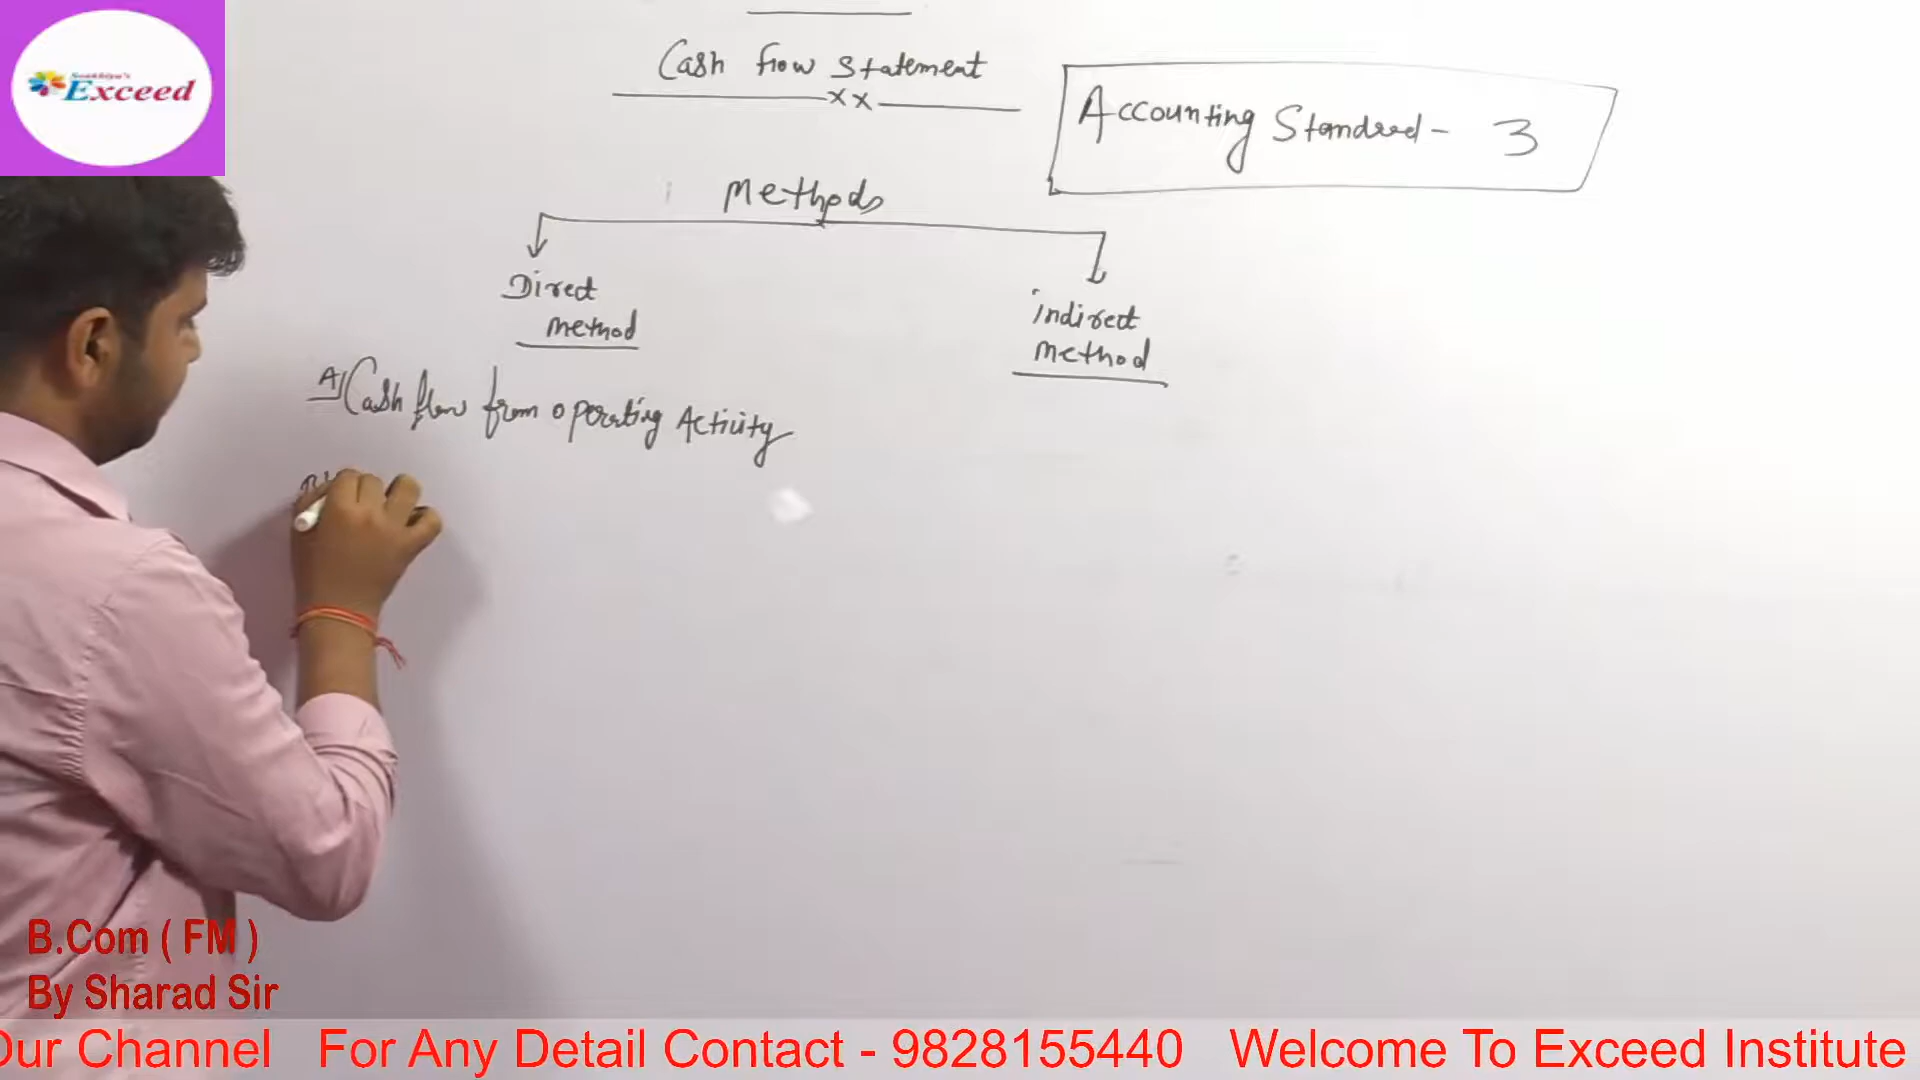 Soukhiya's
Exceed
Cash flow Statement
xx
Accounting Standard - 3
Methods
Direct
method
indirect
method
A) Cash flow from operating Activity
B)
B.Com ( FM )
By Sharad Sir
Our Channel For Any Detail Contact - 9828155440 Welcome To Exceed Institute